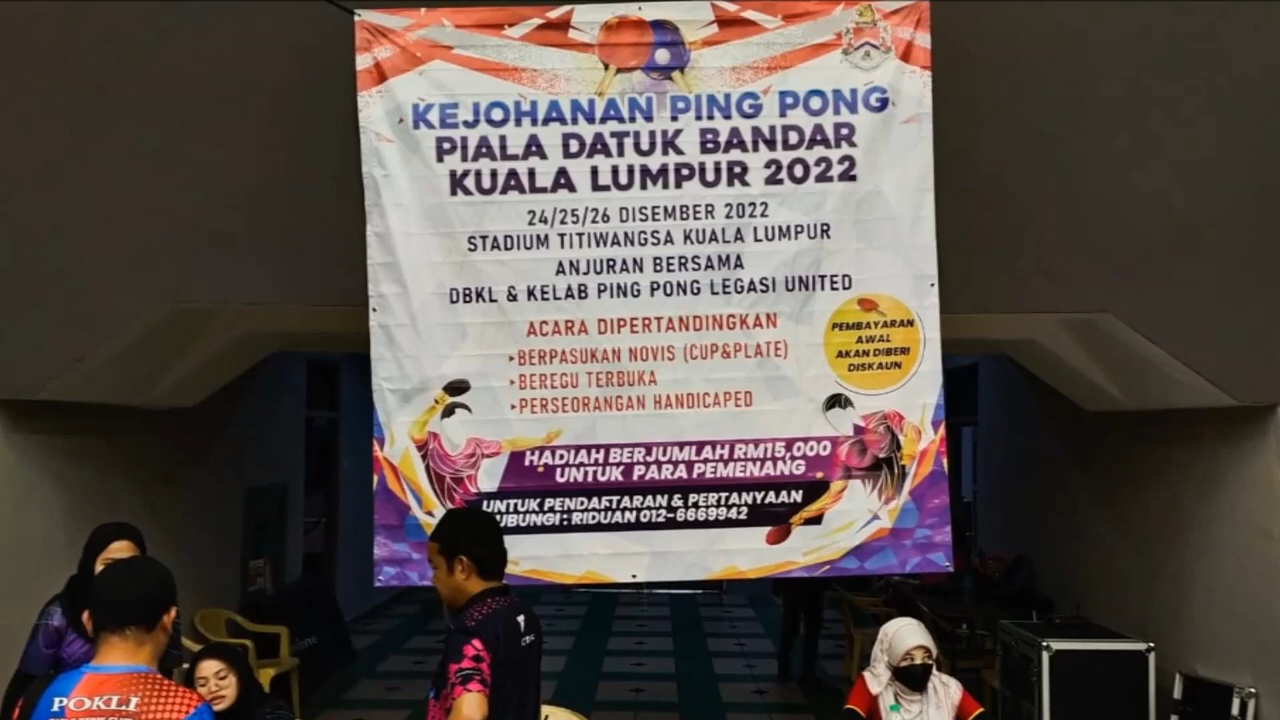 KEJOHANAN PING PONG
PIALA DATUK BANDAR
KUALA LUMPUR 2022
24/25/26 DISEMBER 2022
STADIUM TITIWANGSA KUALA LUMPUR
ANJURAN BERSAMA
DBKL & KELAB PING PONG LEGASI UNITED
ACARA DIPERTANDINGKAN
▸BERPASUKAN NOVIS (CUP&PLATE)
▸BEREGU TERBUKA
▸PERSEORANGAN HANDICAPED
PEMBAYARAN
AWAL
AKAN DIBERI
DISKAUN
HADIAH BERJUMLAH RM15,000
UNTUK PARA PEMENANG
UNTUK PENDAFTARAN & PERTANYAAN
UBUNGI : RIDUAN 012-6669942
POKLI